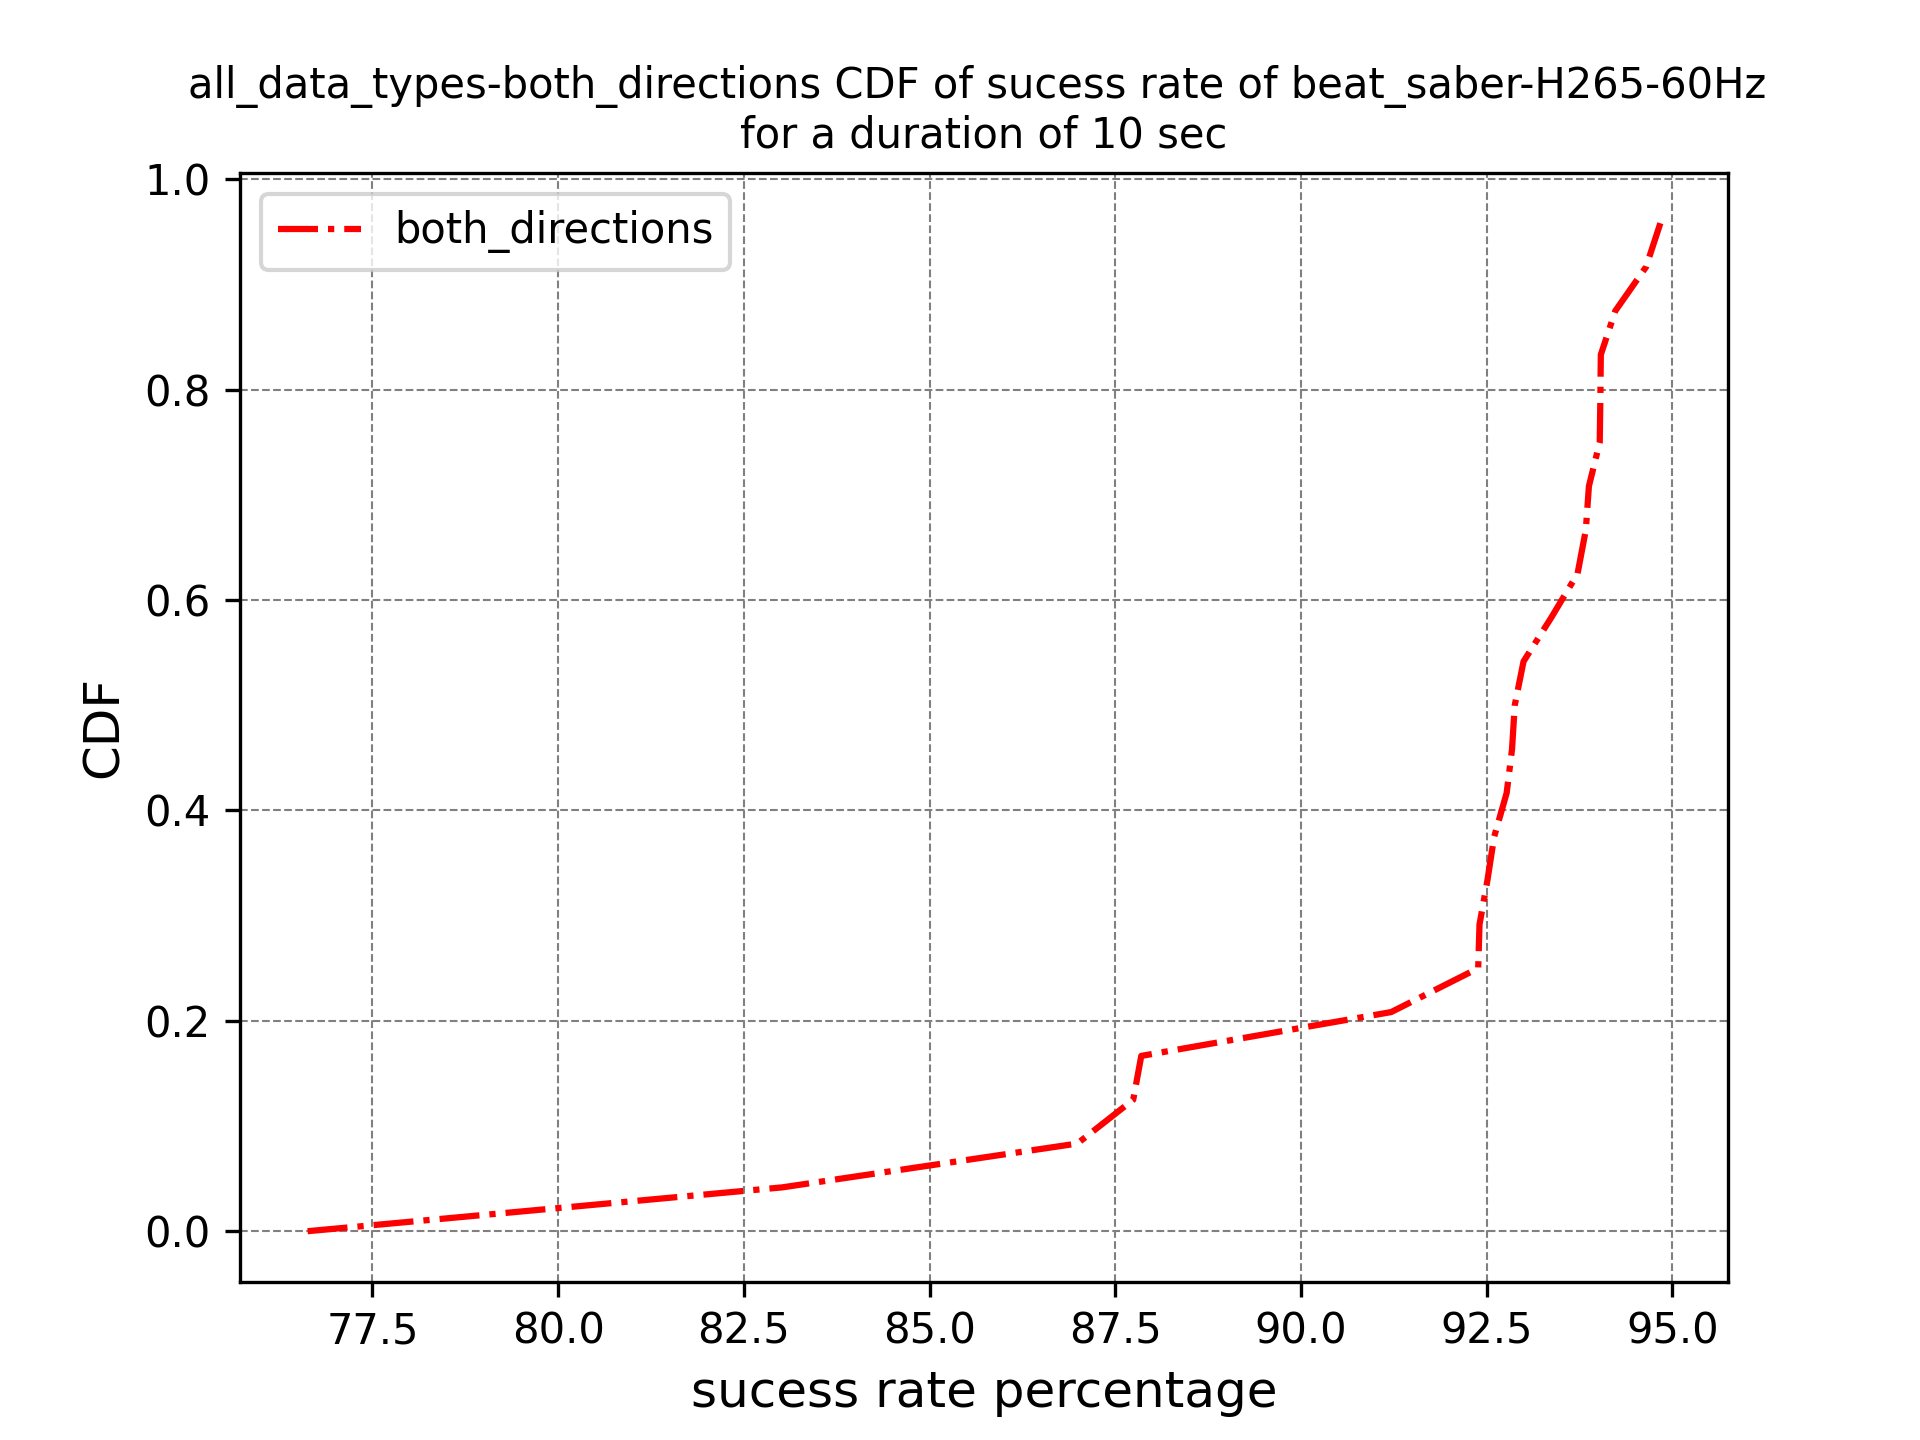 all_data_types-both_directions CDF of sucess rate of beat_saber-H265-60Hz
for a duration of 10 sec
1.0
both_directions
0.8
0.6
CDF
0.4
0.2
0.0
77.5 80.0 82.5 85.0 87.5 90.0 92.5 95.0
sucess rate percentage